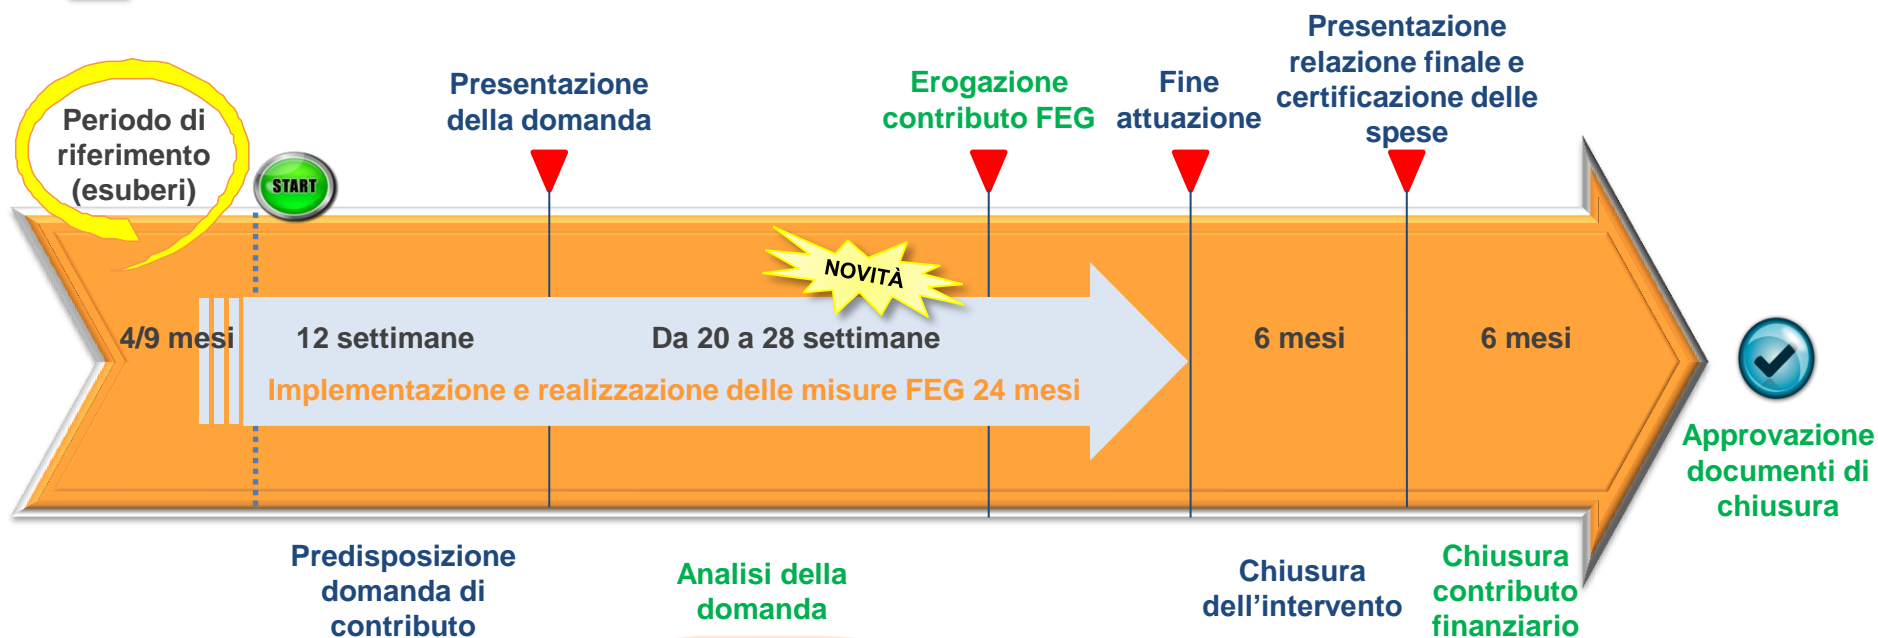 Presentazione
relazione finale e
certificazione delle
spese
Presentazione
della domanda
Erogazione
contributo FEG
Fine
attuazione
Periodo di
riferimento
(esuberi)
START
NOVITÀ
4/9 mesi
12 settimane
Da 20 a 28 settimane
6 mesi
6 mesi
Implementazione e realizzazione delle misure FEG 24 mesi
Approvazione
documenti di
chiusura
Predisposizione
domanda di
contributo
Analisi della
domanda
Chiusura
dell'intervento
Chiusura
contributo
finanziario